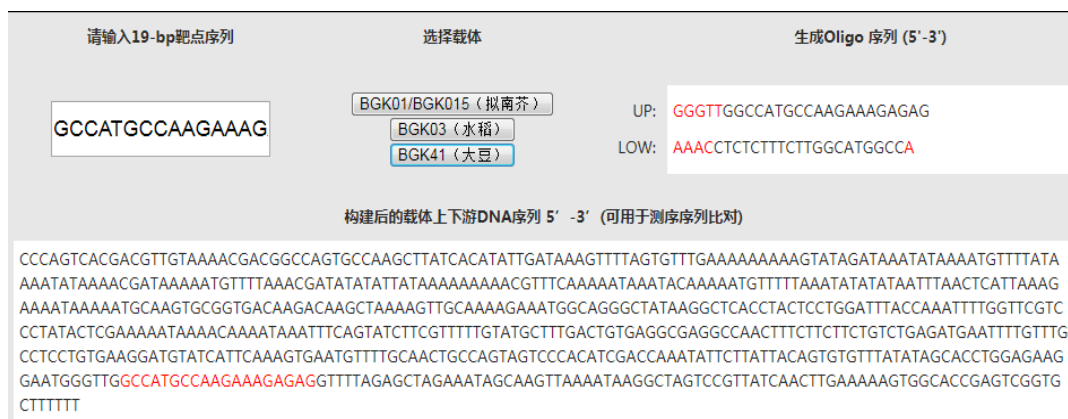 请输入19-bp靶点序列 选择载体 生成Oligo 序列 (5'-3')
GCCATGCCAAGAAAG
BGK01/BGK015（拟南芥）
BGK03（水稻）
BGK41（大豆）
UP: GGGTTGGCCATGCCAAGAAAGAGAG
LOW: AAACCTCTCTTTCTTGGCATGGCCA
构建后的载体上下游DNA序列 5′ -3′ (可用于测序序列比对)
CCCAGTCACGACGTTGTAAAACGACGGCCAGTGCCAAGCTTATCACATATTGATAAAGTTTTAGTGTTTGAAAAAAAAAGTATAGATAAATATAAAATGTTTTATA
AAATATAAAACGATAAAAATGTTTTAAACGATATATATTATAAAAAAAAACGTTTCAAAAATAAATACAAAAATGTTTTTAAATATATATAATTTAACTCATTAAAG
AAAATAAAAATGCAAGTGCGGTGACAAGACAAGCTAAAAGTTGCAAAAGAAATGGCAGGGCTATAAGGCTCACCTACTCCTGGATTTACCAAATTTTGGTTCGTC
CCTATACTCGAAAAATAAAACAAAATAAATTTCAGTATCTTCGTTTTTGTATGCTTTGACTGTGAGGCGAGGCCAACTTTCTTCTTCTGTCTGAGATGAATTTTGTTTG
CCTCCTGTGAAGGATGTATCATTCAAAGTGAATGTTTTGCAACTGCCAGTAGTCCCACATCGACCAAATATTCTTATTACAGTGTGTTTATATAGCACCTGGAGAAG
GAATGGGTTGGCCATGCCAAGAAAGAGAGGTTTTAGAGCTAGAAATAGCAAGTTAAAATAAGGCTAGTCCGTTATCAACTTGAAAAAGTGGCACCGAGTCGGTG
CTTTTTT